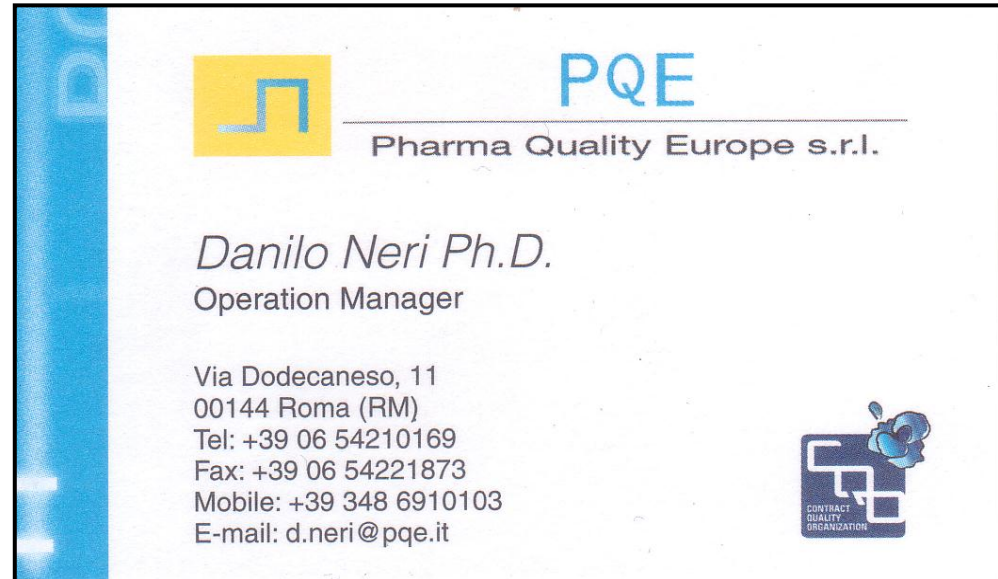 PQE
Pharma Quality Europe s.r.l.
Danilo Neri Ph.D.
Operation Manager
Via Dodecaneso, 11
00144 Roma (RM)
Tel: +39 06 54210169
Fax: +39 06 54221873
Mobile: +39 348 6910103
E-mail: d.neri@pqe.it
CONTRACT
QUALITY
ORGANIZATION